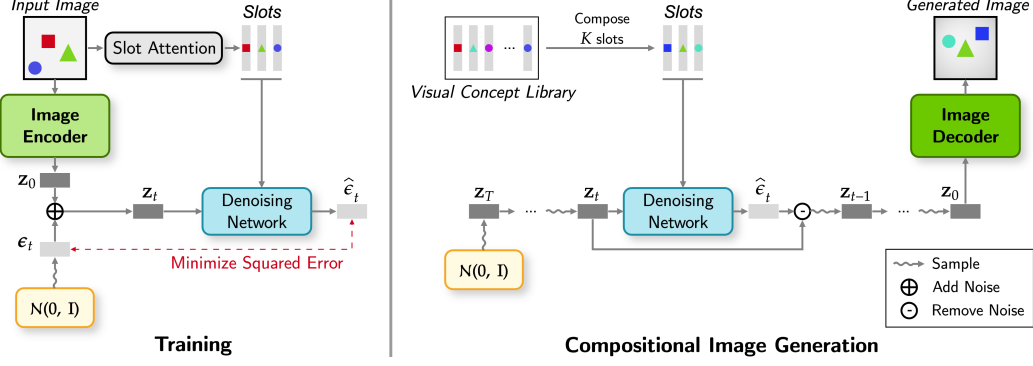 Input Image
Slots
Slot Attention
Image
Encoder
z0
zt
ϵt
Denoising
Network
ϵ̂t
Minimize Squared Error
N(0, I)
Training
Visual Concept Library
...
Compose
K slots
Slots
Generated Image
Image
Decoder
zT
...
zt
Denoising
Network
ϵ̂t
zt−1
...
z0
N(0, I)
Sample
Add Noise
Remove Noise
Compositional Image Generation